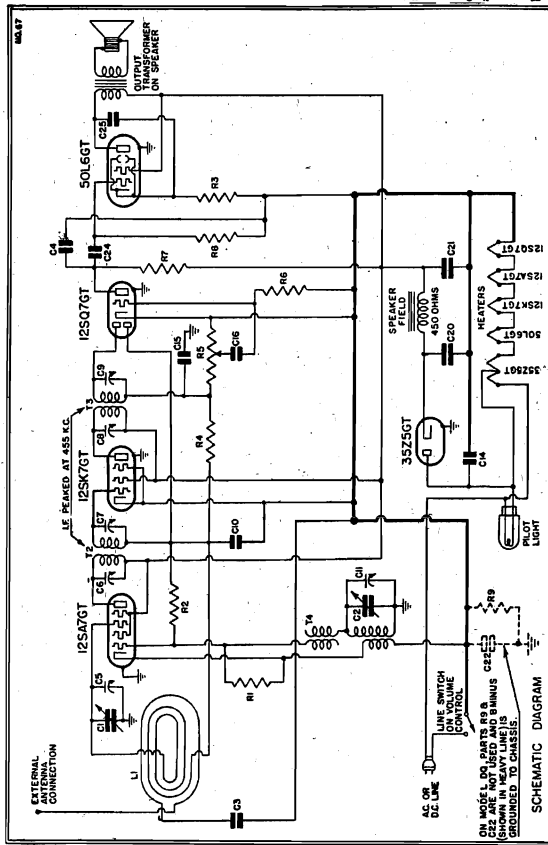 NO. 67
EXTERNAL
ANTENNA
CONNECTION
L1
C3
C1
C5
12SA7GT
C6
T2
C7
I.F. PEAKED AT 455 K.C.
12SK7GT
C8
T3
C9
12SQ7GT
C4
C24
50L6GT
C25
OUTPUT
TRANSFORMER
ON SPEAKER
R1
R2
C10
R4
C15
R5
C16
R6
R7
R8
R3
T4
C2
C11
SPEAKER
FIELD
450 OHMS
C20
C21
35Z5GT
C14
HEATERS
35Z5GT
50L6GT
12SK7GT
12SA7GT
12SQ7GT
PILOT
LIGHT
A.C. OR
D.C. LINE
LINE SWITCH
ON VOLUME
CONTROL
R9
C22
ON MODEL DQ, PARTS R9 &
C22 ARE NOT USED AND B MINUS
(SHOWN IN HEAVY LINE) IS
GROUNDED TO CHASSIS.
SCHEMATIC DIAGRAM